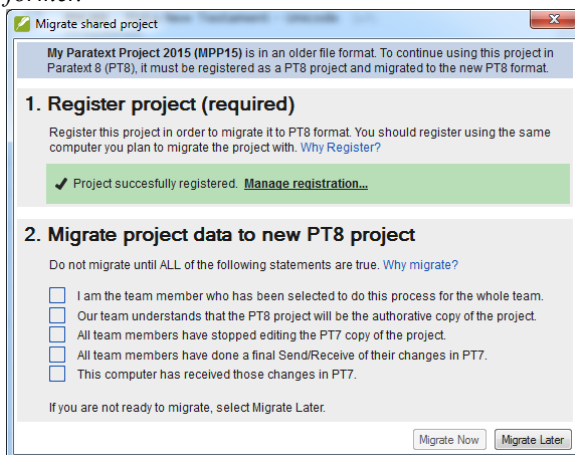 former.
Migrate shared project
My Paratext Project 2015 (MPP15) is in an older file format. To continue using this project in
Paratext 8 (PT8), it must be registered as a PT8 project and migrated to the new PT8 format.
1. Register project (required)
Register this project in order to migrate it to PT8 format. You should register using the same
computer you plan to migrate the project with. Why Register?
✔ Project succesfully registered. Manage registration...
2. Migrate project data to new PT8 project
Do not migrate until ALL of the following statements are true. Why migrate?
I am the team member who has been selected to do this process for the whole team.
Our team understands that the PT8 project will be the authorative copy of the project.
All team members have stopped editing the PT7 copy of the project.
All team members have done a final Send/Receive of their changes in PT7.
This computer has received those changes in PT7.
If you are not ready to migrate, select Migrate Later.
Migrate Now Migrate Later